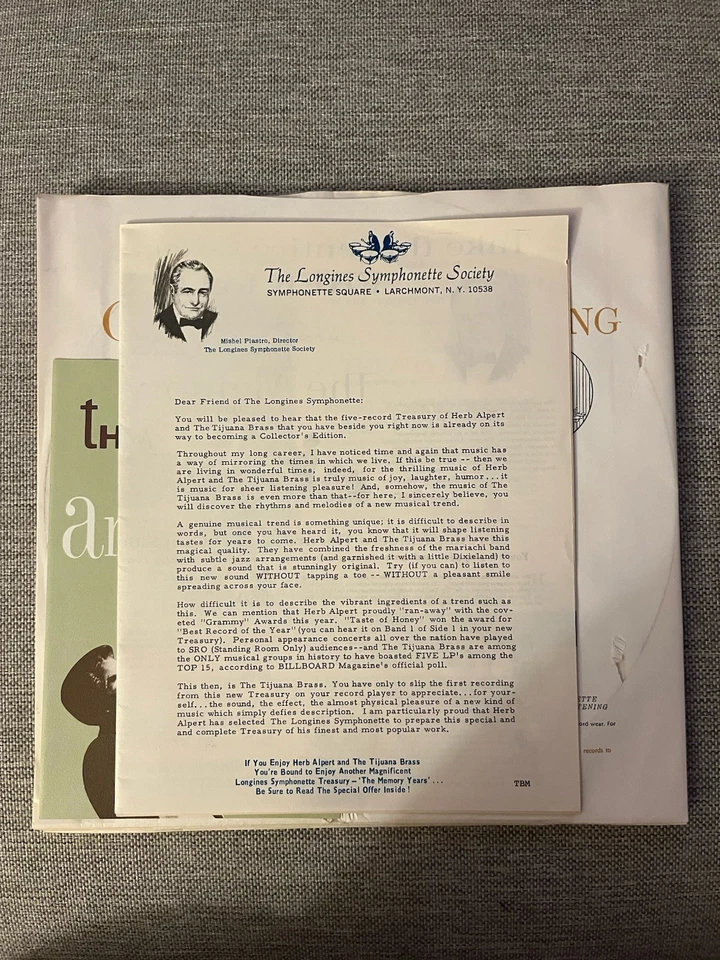 The Longines Symphonette Society
SYMPHONETTE SQUARE • LARCHMONT, N. Y. 10538
Mishel Piastro, Director
The Longines Symphonette Society
Dear Friend of The Longines Symphonette:
You will be pleased to hear that the five-record Treasury of Herb Alpert
and The Tijuana Brass that you have beside you right now is already on its
way to becoming a Collector's Edition.
Throughout my long career, I have noticed time and again that music has
a way of mirroring the times in which we live. If this be true -- then we
are living in wonderful times, indeed, for the thrilling music of Herb
Alpert and The Tijuana Brass is truly music of joy, laughter, humor...it
is music for sheer listening pleasure! And, somehow, the music of The
Tijuana Brass is even more than that--for here, I sincerely believe, you
will discover the rhythms and melodies of a new musical trend.
A genuine musical trend is something unique; it is difficult to describe in
words, but once you have heard it, you know that it will shape listening
tastes for years to come. Herb Alpert and The Tijuana Brass have this
magical quality. They have combined the freshness of the mariachi band
with subtle jazz arrangements (and garnished it with a little Dixieland) to
produce a sound that is stunningly original. Try (if you can) to listen to
this new sound WITHOUT tapping a toe -- WITHOUT a pleasant smile
spreading across your face.
How difficult it is to describe the vibrant ingredients of a trend such as
this. We can mention that Herb Alpert proudly "ran-away" with the cov-
eted "Grammy" Awards this year. "Taste of Honey" won the award for
"Best Record of the Year" (you can hear it on Band 1 of Side 1 in your new
Treasury). Personal appearance concerts all over the nation have played
to SRO (Standing Room Only) audiences--and The Tijuana Brass are among
the ONLY musical groups in history to have boasted FIVE LP's among the
TOP 15, according to BILLBOARD Magazine's official poll.
This then, is The Tijuana Brass. You have only to slip the first recording
from this new Treasury on your record player to appreciate...for your-
self...the sound, the effect, the almost physical pleasure of a new kind of
music which simply defies description. I am particularly proud that Herb
Alpert has selected The Longines Symphonette to prepare this special and
and complete Treasury of his finest and most popular work.
If You Enjoy Herb Alpert and The Tijuana Brass
You're Bound to Enjoy Another Magnificent
Longines Symphonette Treasury – 'The Memory Years' ...
Be Sure to Read The Special Offer Inside!
TBM
NG
tH
ar
ETTE
TENING
ord wear. For
records to